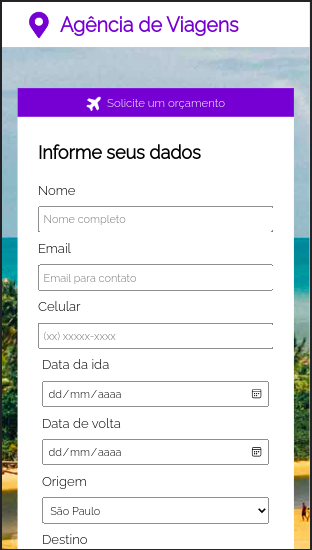 Agência de Viagens
Solicite um orçamento
Informe seus dados
Nome
Nome completo
Email
Email para contato
Celular
(xx) xxxxx-xxxx
Data da ida
dd/mm/aaaa
Data de volta
dd/mm/aaaa
Origem
São Paulo
Destino